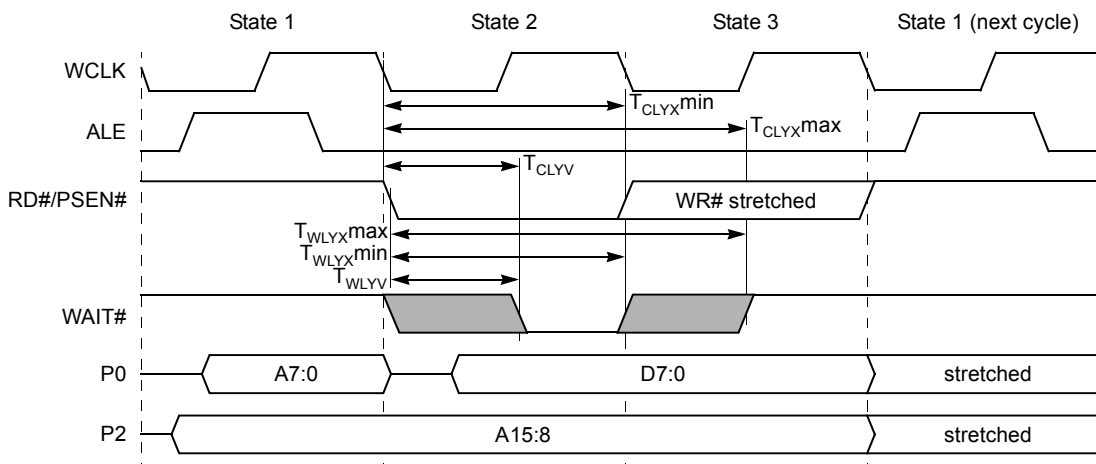 State 1 State 2 State 3 State 1 (next cycle)
WCLK
TCLYXmin
ALE
TCLYXmax
TCLYV
RD#/PSEN# WR# stretched
TWLYXmax
TWLYXmin
TWLYV
WAIT#
P0 A7:0 D7:0 stretched
P2 A15:8 stretched